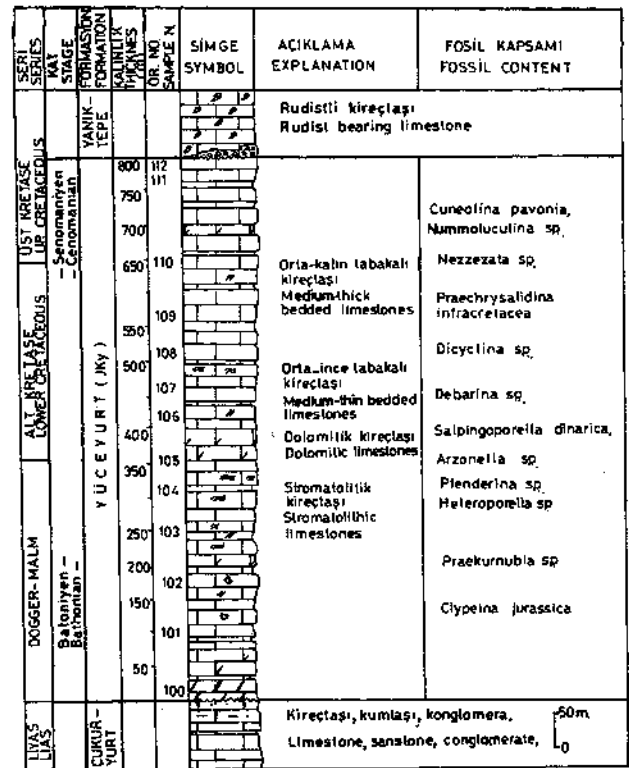 SERI
SERIES
KAT
STAGE
FORMASYON
FORMATION
KALINLIK
THICKNES
ÖR. NO.
SAMPLE N.
SİMGE
SYMBOL
AÇIKLAMA
EXPLANATION
FOSİL KAPSAMI
FOSSIL CONTENT
YANIK-
TEPE
Rudistli kireçtaşı
Rudist bearing limestone
ÜST KRETASE
UP. CRETACEOUS
Senomaniyen
Cenomanian
ALT KRETASE
LOWER CRETACEOUS
DOGGER-MALM
Batoniyen -
Bathonian -
YÜCEYURT (JKy)
800
750
700
650
550
500
400
350
250
200
150
50
112
111
110
109
108
107
106
105
104
103
102
101
100
Orta-kalın tabakalı
kireçtaşı
Medium-thick
bedded limestones
Orta-ince tabakalı
kireçtaşı
Medium-thin bedded
limestones
Dolomitik kireçtaşı
Dolomitic limestones
Stromatolitik
kireçtaşı
Stromatolithic
limestones
Cuneolina pavonia,
Nummoluculina sp.
Nezzezata sp.
Praechrysalidina
infracretacea
Dicyclina sp.
Debarina sp.
Salpingoporella dinarica,
Arzonella sp.
Pfenderina sp.
Heteroporella sp
Praekurnubia sp
Clypeina jurassica
LİYAS
LIAS
ÇUKUR-
YURT
Kireçtaşı, kumtaşı, konglomera.
Limestone, sanstone, conglomerate,
50m.
0